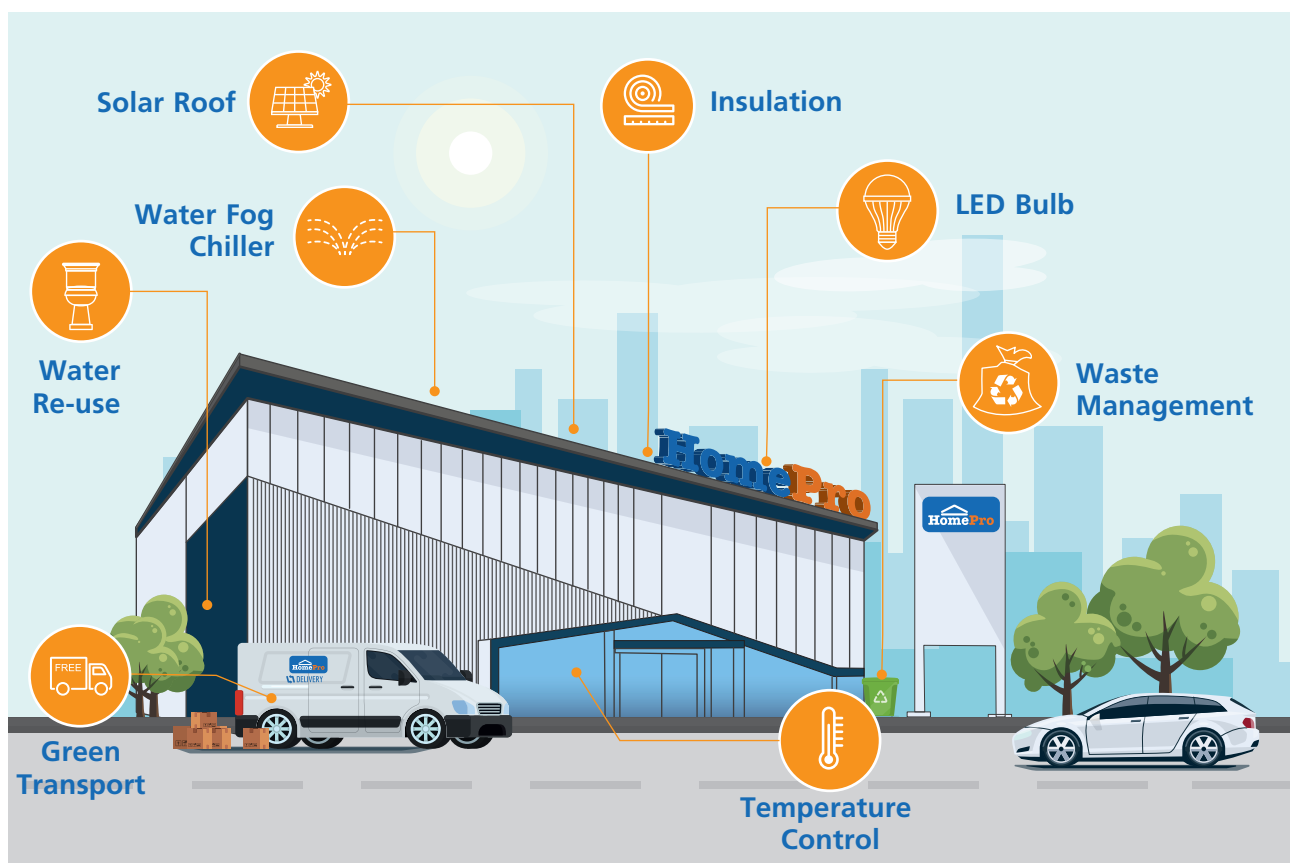 Solar Roof
Insulation
LED Bulb
Water Fog
Chiller
Water
Re-use
Waste
Management
HomePro
HomePro
FREE
HomePro
DELIVERY
Green
Transport
Temperature
Control